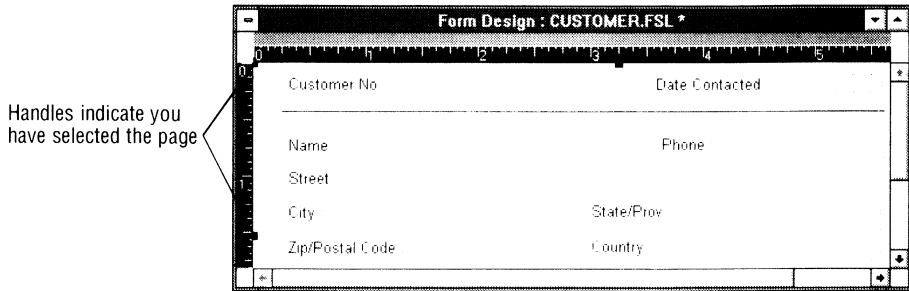 Form Design : CUSTOMER.FSL *
0 1 2 3 4 5
0
Customer No Date Contacted
Handles indicate you
have selected the page
Name Phone
Street
1
City State/Prov
Zip/Postal Code Country